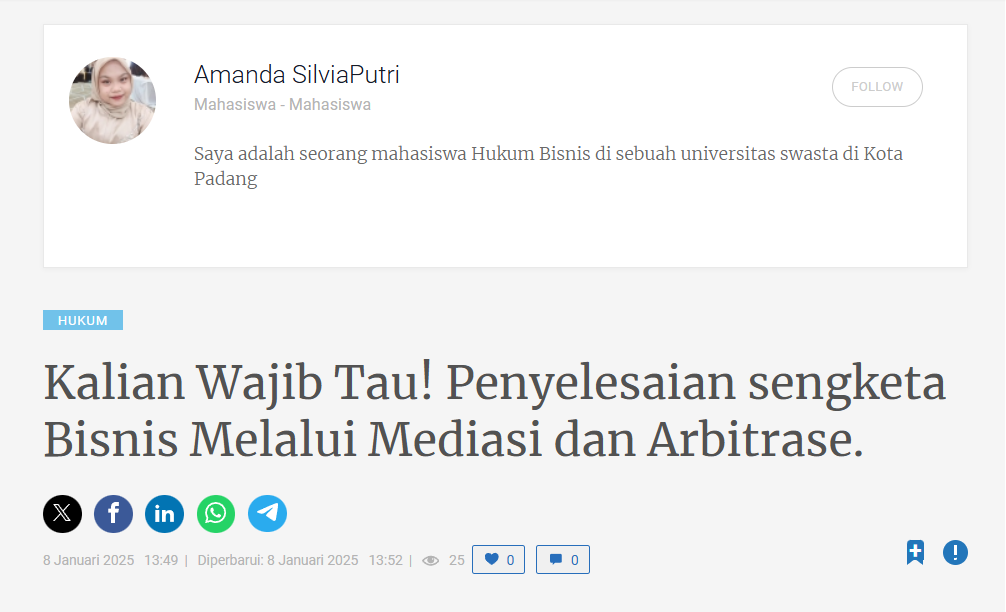 Amanda SilviaPutri
Mahasiswa - Mahasiswa
FOLLOW
Saya adalah seorang mahasiswa Hukum Bisnis di sebuah universitas swasta di Kota
Padang
HUKUM
Kalian Wajib Tau! Penyelesaian sengketa
Bisnis Melalui Mediasi dan Arbitrase.
8 Januari 2025 13:49 | Diperbarui: 8 Januari 2025 13:52 | 25 0 0